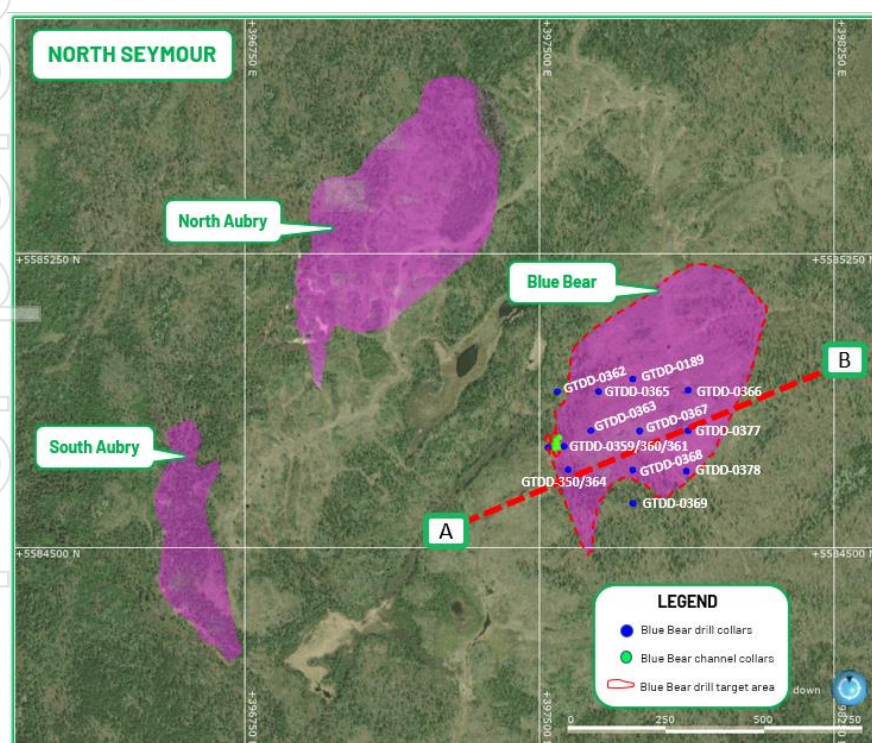 NORTH SEYMOUR
+396750 E
+397500 E
+398250 E
North Aubry
+5585250 N
+5585250 N
Blue Bear
GTDD-0189
GTDD-0362
GTDD-0365
GTDD-0366
B
GTDD-0363
GTDD-0367
GTDD-0377
South Aubry
GTDD-0359/360/361
GTDD-0368
GTDD-0378
GTDD-350/364
GTDD-0369
A
+5584500 N
LEGEND
Blue Bear drill collars
Blue Bear channel collars
Blue Bear drill target area
down
+396750 E
+397500 E
0 250 500 750